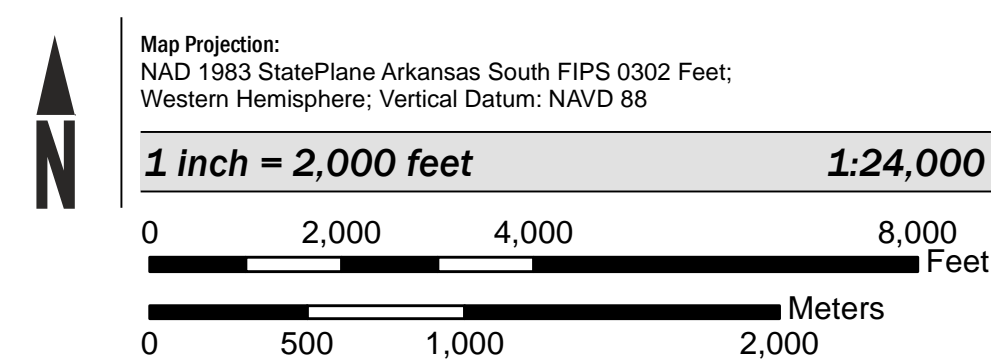 N
Map Projection:
NAD 1983 StatePlane Arkansas South FIPS 0302 Feet;
Western Hemisphere; Vertical Datum: NAVD 88
1 inch = 2,000 feet 1:24,000
0 2,000 4,000 8,000
Feet
Meters
0 500 1,000 2,000